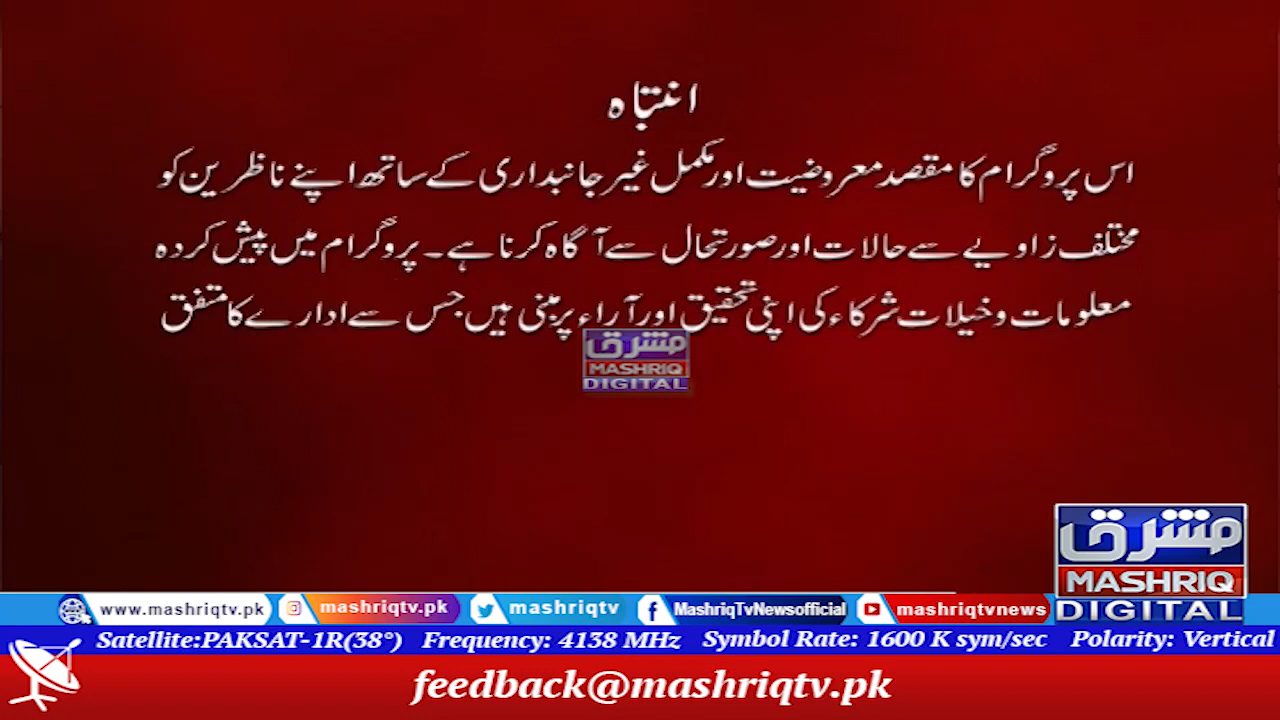 انتباہ
اس پروگرام کا مقصد معروضیت اور مکمل غیر جانبداری کے ساتھ اپنے ناظرین کو
مختلف زاویے سے حالات اور صورتحال سے آگاہ کرنا ہے۔ پروگرام میں پیش کردہ
معلومات و خیلات شرکاء کی اپنی تحقیق اور آراء پر مبنی ہیں جس سے ادارے کا متفق
مشرق
MASHRIQ
DIGITAL
مشرق
MASHRIQ
DIGITAL
www.mashriqtv.pk mashriqtv.pk mashriqtv MashriqTvNewsofficial mashriqtvnews
Satellite:PAKSAT-1R(38°) Frequency: 4138 MHz Symbol Rate: 1600 K sym/sec Polarity: Vertical
feedback@mashriqtv.pk